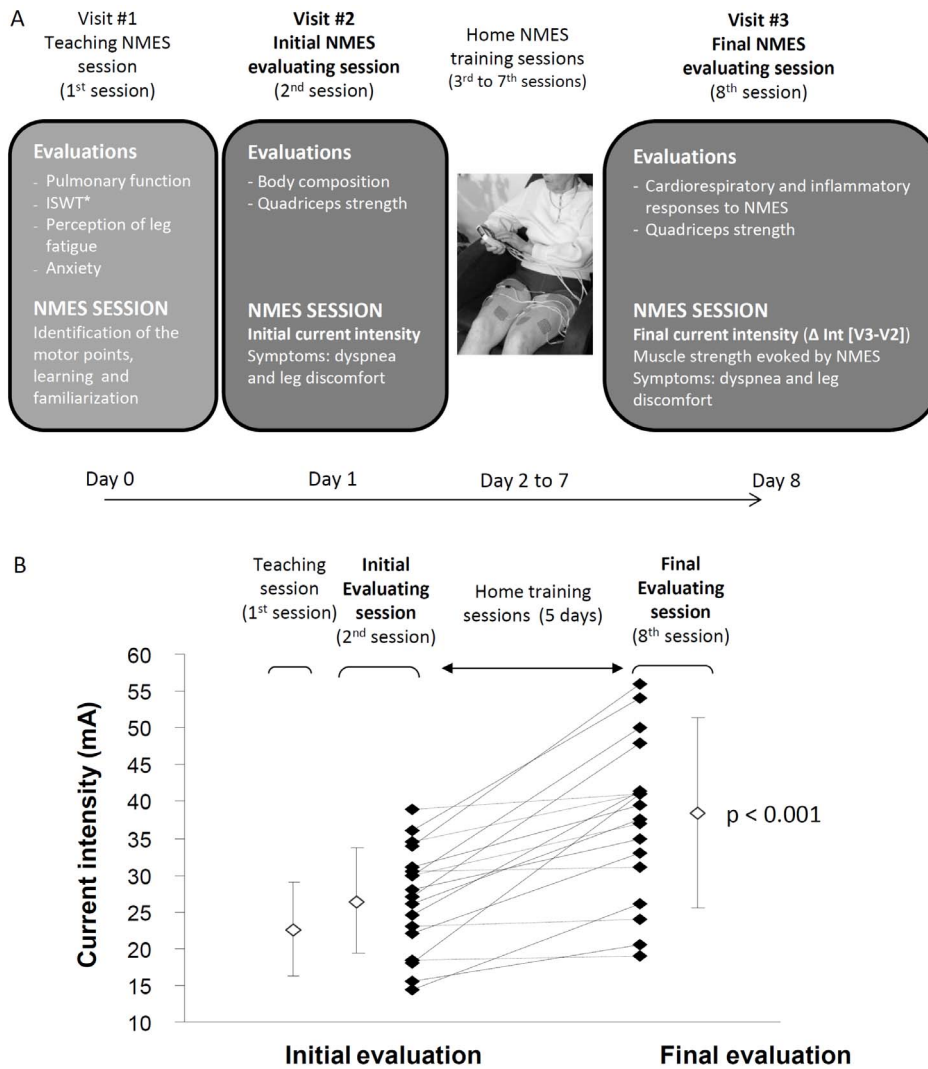 A
Visit #1
Teaching NMES
session
(1st session)
Visit #2
Initial NMES
evaluating session
(2nd session)
Home NMES
training sessions
(3rd to 7th sessions)
Visit #3
Final NMES
evaluating session
(8th session)
Evaluations
- Pulmonary function
- ISWT*
- Perception of leg
fatigue
- Anxiety
NMES SESSION
Identification of the
motor points,
learning and
familiarization
Evaluations
- Body composition
- Quadriceps strength
NMES SESSION
Initial current intensity
Symptoms: dyspnea
and leg discomfort
Evaluations
- Cardiorespiratory and inflammatory
responses to NMES
- Quadriceps strength
NMES SESSION
Final current intensity (Δ Int [V3-V2])
Muscle strength evoked by NMES
Symptoms: dyspnea and leg
discomfort
Day 0
Day 1
Day 2 to 7
Day 8
B
Teaching
session
(1st session)
Initial
Evaluating
session
(2nd session)
Home training
sessions (5 days)
Final
Evaluating
session
(8th session)
Current intensity (mA)
60
55
50
45
40
35
30
25
20
15
10
p < 0.001
Initial evaluation
Final evaluation